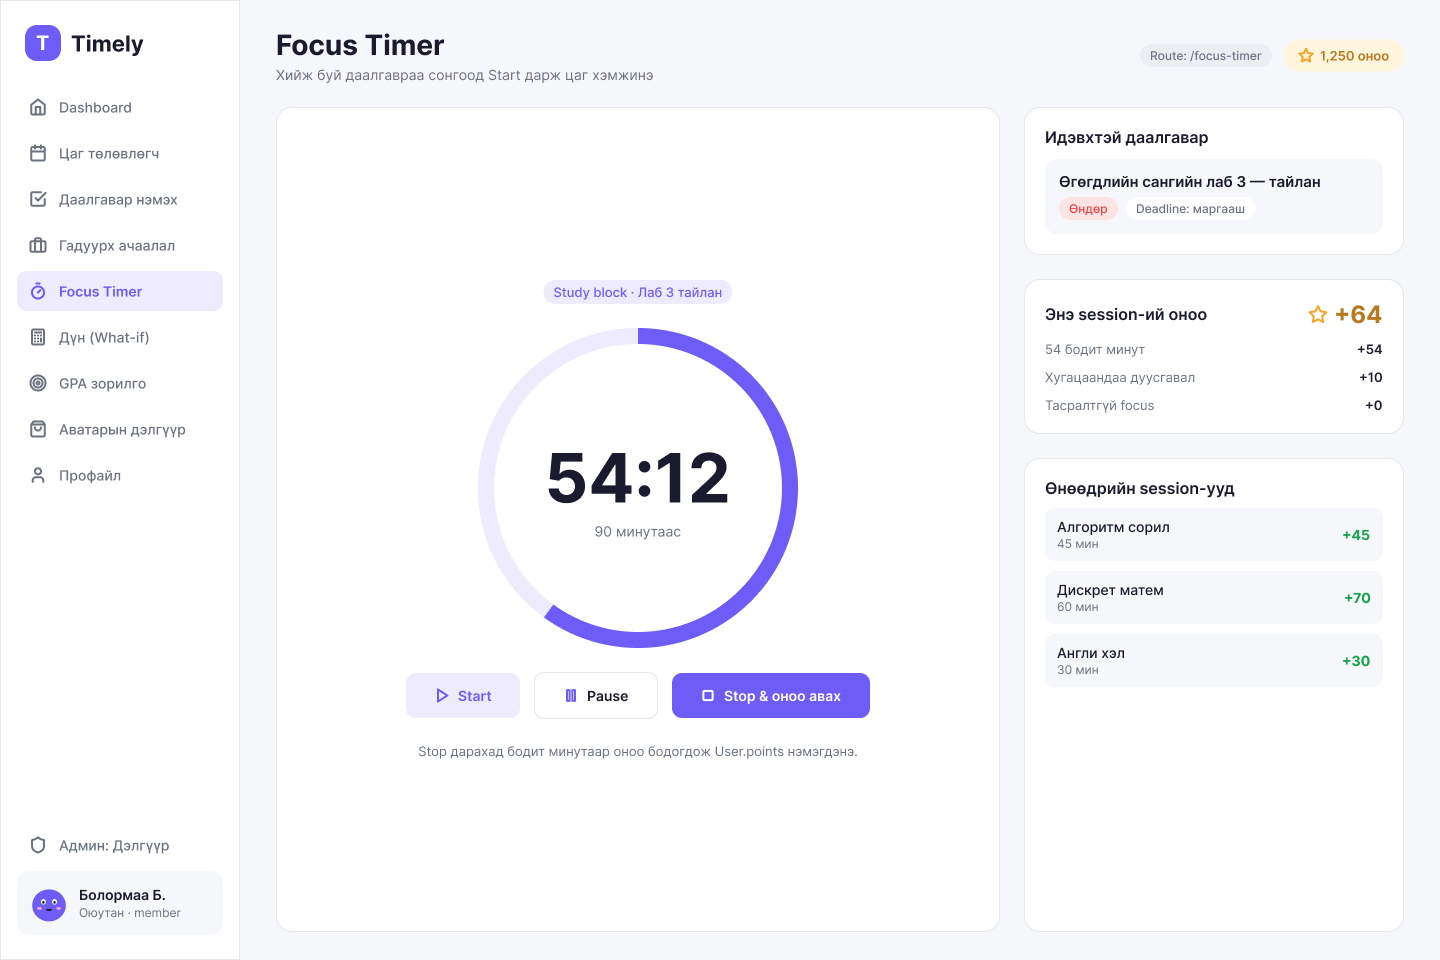 T Timely
Dashboard
Цаг төлөвлөгч
Даалгавар нэмэх
Гадуурх ачаалал
Focus Timer
Дүн (What-if)
GPA зорилго
Аватарын дэлгүүр
Профайл
Админ: Дэлгүүр
Болормаа Б.
Оюутан · member
Focus Timer
Хийж буй даалгавраа сонгоод Start дарж цаг хэмжинэ
Route: /focus-timer
1,250 оноо
Study block · Лаб 3 тайлан
54:12
90 минутаас
Start
Pause
Stop & оноо авах
Stop дарахад бодит минутаар оноо бодогдож User.points нэмэгдэнэ.
Идэвхтэй даалгавар
Өгөгдлийн сангийн лаб 3 — тайлан
Өндөр
Deadline: маргааш
Энэ session-ий оноо
+64
54 бодит минут
+54
Хугацаандаа дуусгавал
+10
Тасралтгүй focus
+0
Өнөөдрийн session-ууд
Алгоритм сорил
45 мин
+45
Дискрет матем
60 мин
+70
Англи хэл
30 мин
+30